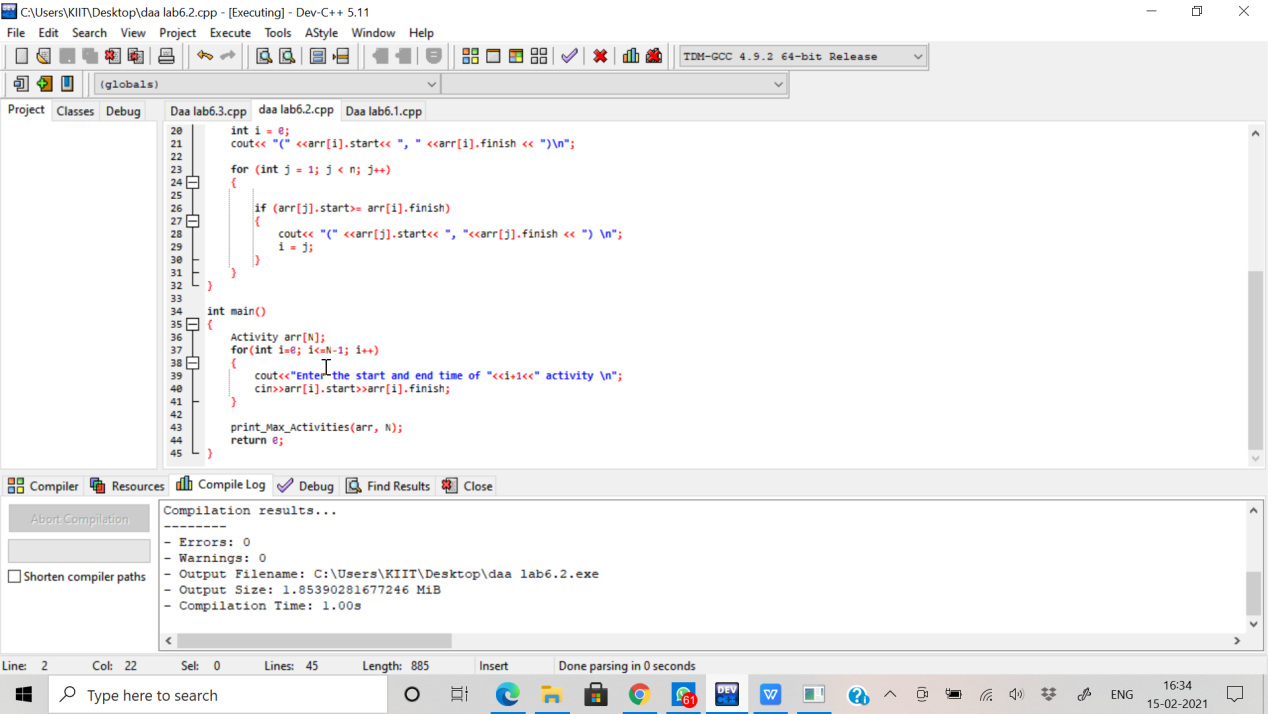 C:\Users\KIIT\Desktop\daa lab6.2.cpp - [Executing] - Dev-C++ 5.11
File Edit Search View Project Execute Tools AStyle Window Help
TDM-GCC 4.9.2 64-bit Release
(globals)
Project Classes Debug Daa lab6.3.cpp daa lab6.2.cpp Daa lab6.1.cpp
20 int i = 0;
21 cout<< "(" <<arr[i].start<< ", " <<arr[i].finish << ")\n";
22
23 for (int j = 1; j < n; j++)
24 {
25
26 if (arr[j].start>= arr[i].finish)
27 {
28 cout<< "(" <<arr[j].start<< ", "<<arr[j].finish << ") \n";
29 i = j;
30 }
31 }
32 }
33
34 int main()
35 {
36 Activity arr[N];
37 for(int i=0; i<=N-1; i++)
38 {
39 cout<<"Enter the start and end time of "<<i+1<<" activity \n";
40 cin>>arr[i].start>>arr[i].finish;
41 }
42
43 print_Max_Activities(arr, N);
44 return 0;
45 }
Compiler Resources Compile Log Debug Find Results Close
Abort Compilation
Shorten compiler paths
Compilation results...
--------
- Errors: 0
- Warnings: 0
- Output Filename: C:\Users\KIIT\Desktop\daa lab6.2.exe
- Output Size: 1.85390281677246 MiB
- Compilation Time: 1.00s
Line: 2 Col: 22 Sel: 0 Lines: 45 Length: 885 Insert Done parsing in 0 seconds
Type here to search
61
DEV
W
ENG
16:34
15-02-2021